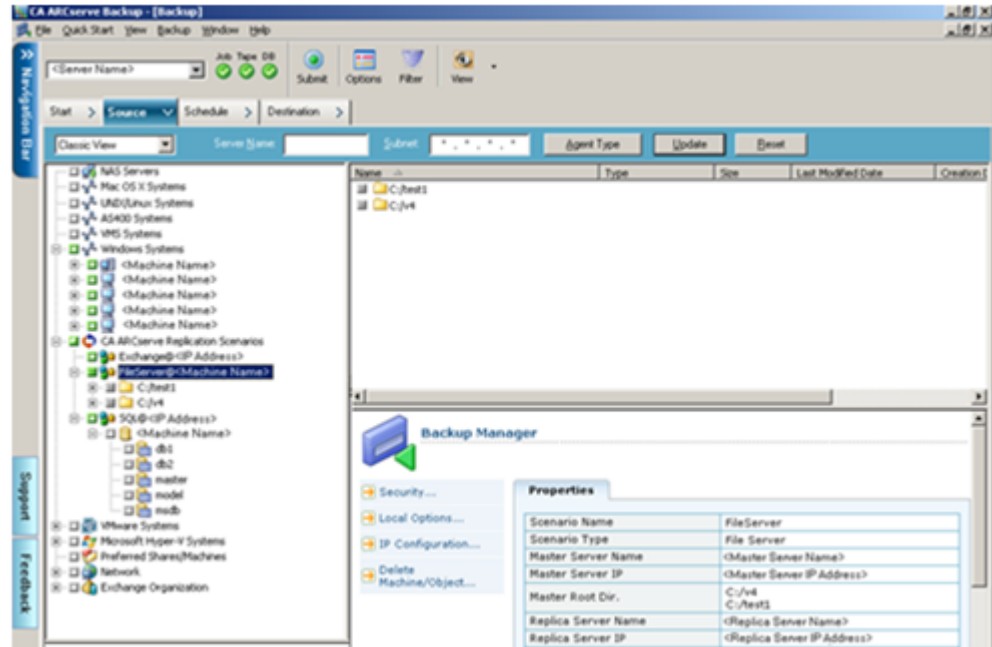 CA ARCserve Backup - [Backup]
File Quick Start View Backup Window Help
Navigation Bar
<Server Name>
Job Tape DB
Submit
Options
Filter
View
Start
Source
Schedule
Destination
Classic View
Server Name
Subnet
* . * . * . *
Agent Type
Update
Reset
NAS Servers
Mac OS X Systems
UNIX/Linux Systems
AS400 Systems
VMS Systems
Windows Systems
<Machine Name>
<Machine Name>
<Machine Name>
<Machine Name>
<Machine Name>
CA ARCserve Replication Scenarios
Exchange@<IP Address>
FileServer@<Machine Name>
C:/test1
C:/v4
SQL@<IP Address>
<Machine Name>
db1
db2
master
model
msdb
VMware Systems
Microsoft Hyper-V Systems
Preferred Shares/Machines
Network
Exchange Organization
Support
Feedback
Name Type Size Last Modified Date Creation D
C:/test1
C:/v4
Backup Manager
Security...
Local Options...
IP Configuration...
Delete
Machine/Object...
Properties
Scenario Name FileServer
Scenario Type File Server
Master Server Name <Master Server Name>
Master Server IP <Master Server IP Address>
Master Root Dir. C:/v4
C:/test1
Replica Server Name <Replica Server Name>
Replica Server IP <Replica Server IP Address>